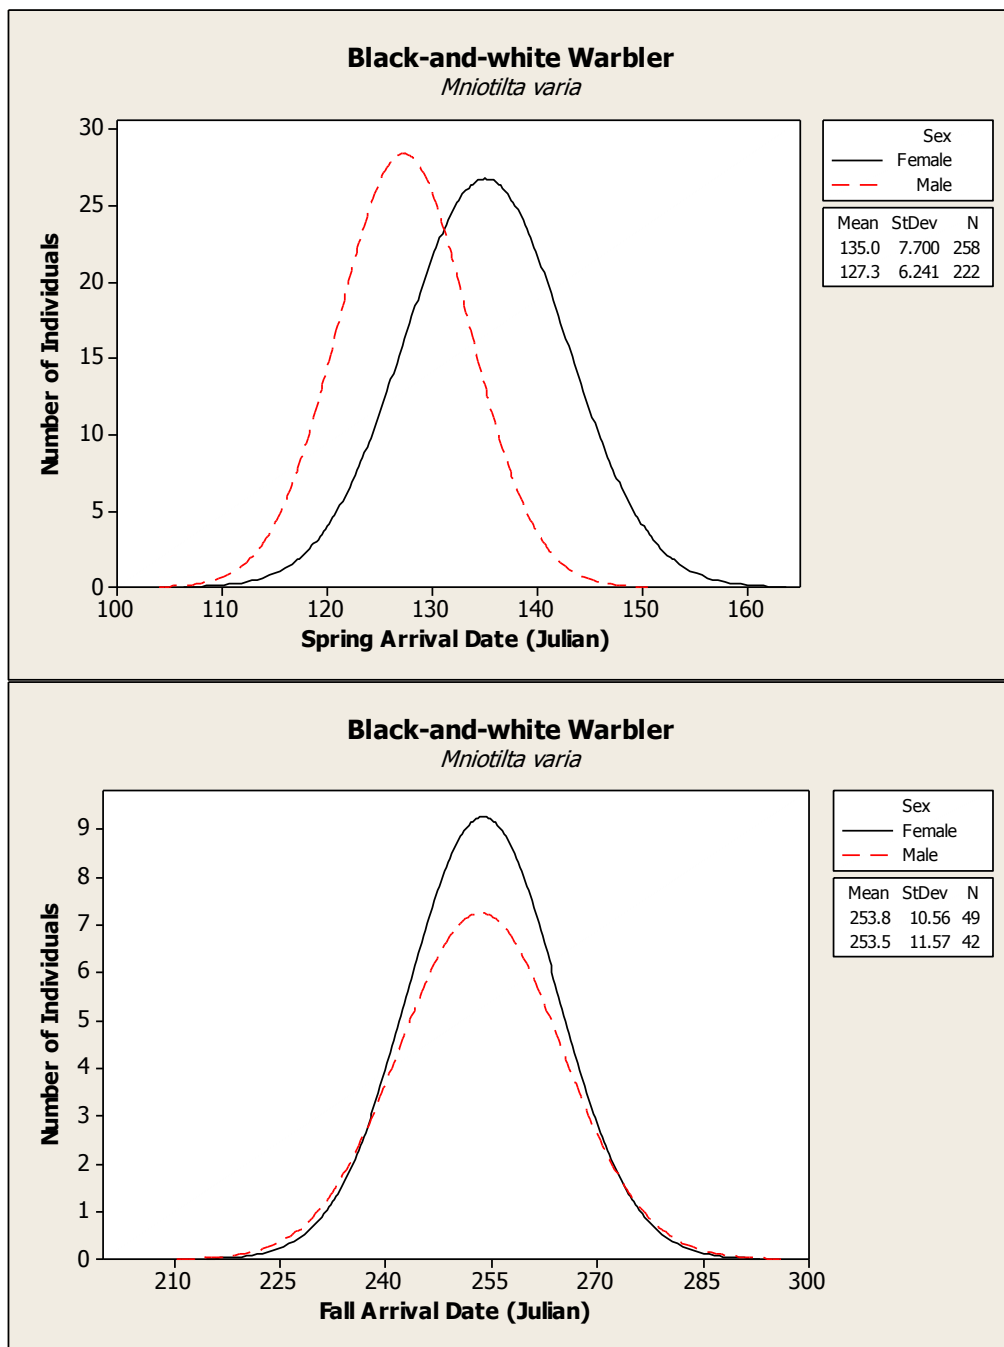 Black-and-white Warbler
Mniotilta varia
Number of Individuals
30
25
20
15
10
5
0
100 110 120 130 140 150 160
Spring Arrival Date (Julian)
Sex
Female
Male
Mean StDev N
135.0 7.700 258
127.3 6.241 222
Black-and-white Warbler
Mniotilta varia
Number of Individuals
9
8
7
6
5
4
3
2
1
0
210 225 240 255 270 285 300
Fall Arrival Date (Julian)
Sex
Female
Male
Mean StDev N
253.8 10.56 49
253.5 11.57 42